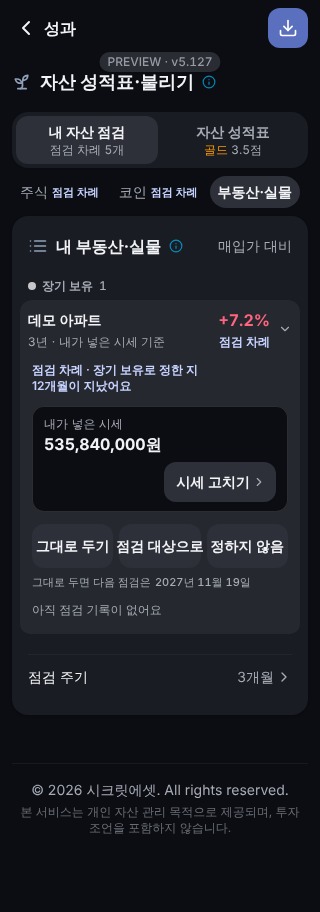 성과
PREVIEW · v5.127
자산 성적표·불리기
내 자산 점검
점검 차례 5개
자산 성적표
골드 3.5점
주식 점검 차례
코인 점검 차례
부동산·실물
내 부동산·실물
매입가 대비
장기 보유 1
데모 아파트
+7.2%
3년 · 내가 넣은 시세 기준
점검 차례
점검 차례 · 장기 보유로 정한 지
12개월이 지났어요
내가 넣은 시세
535,840,000원
시세 고치기
그대로 두기
점검 대상으로
정하지 않음
그대로 두면 다음 점검은 2027년 11월 19일
아직 점검 기록이 없어요
점검 주기
3개월
© 2026 시크릿에셋. All rights reserved.
본 서비스는 개인 자산 관리 목적으로 제공되며, 투자
조언을 포함하지 않습니다.